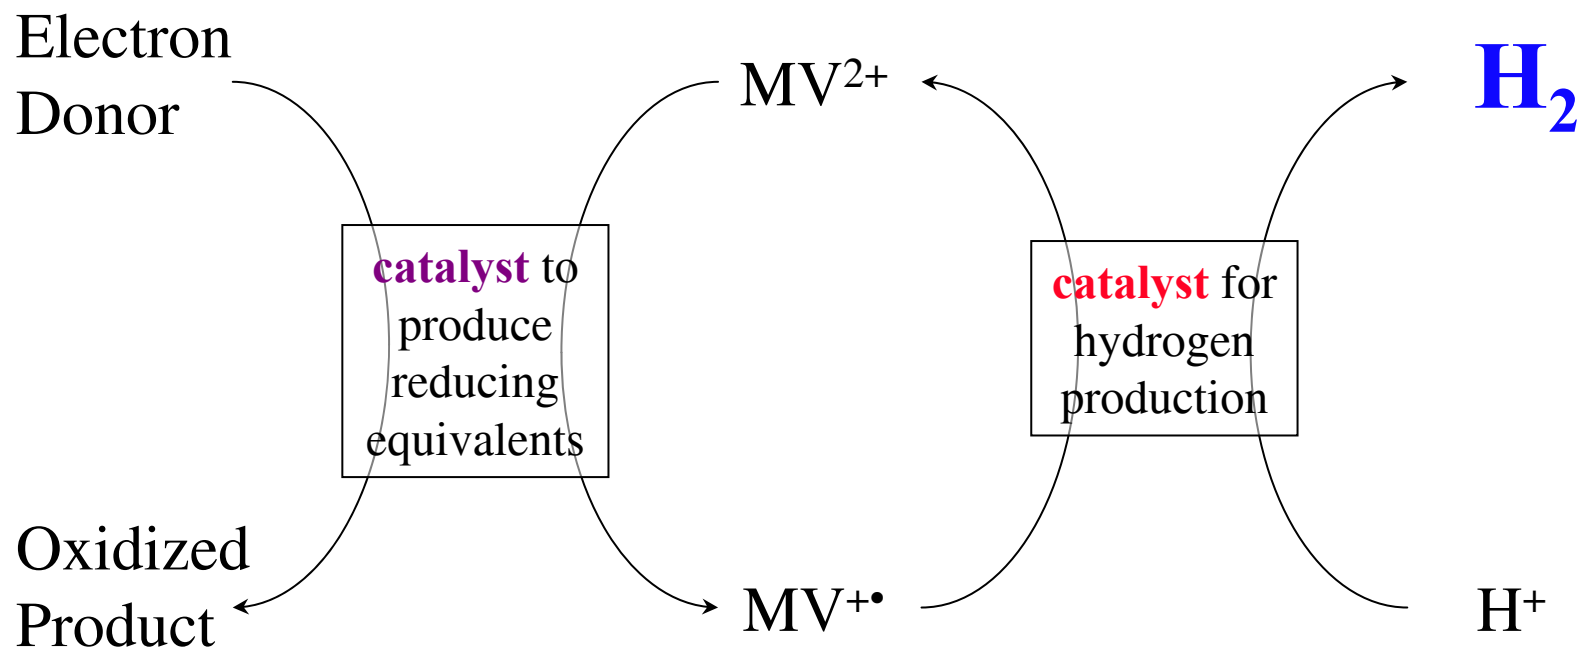 Electron
Donor
MV²⁺
H₂
catalyst to
produce
reducing
equivalents
catalyst for
hydrogen
production
Oxidized
Product
MV⁺•
H⁺